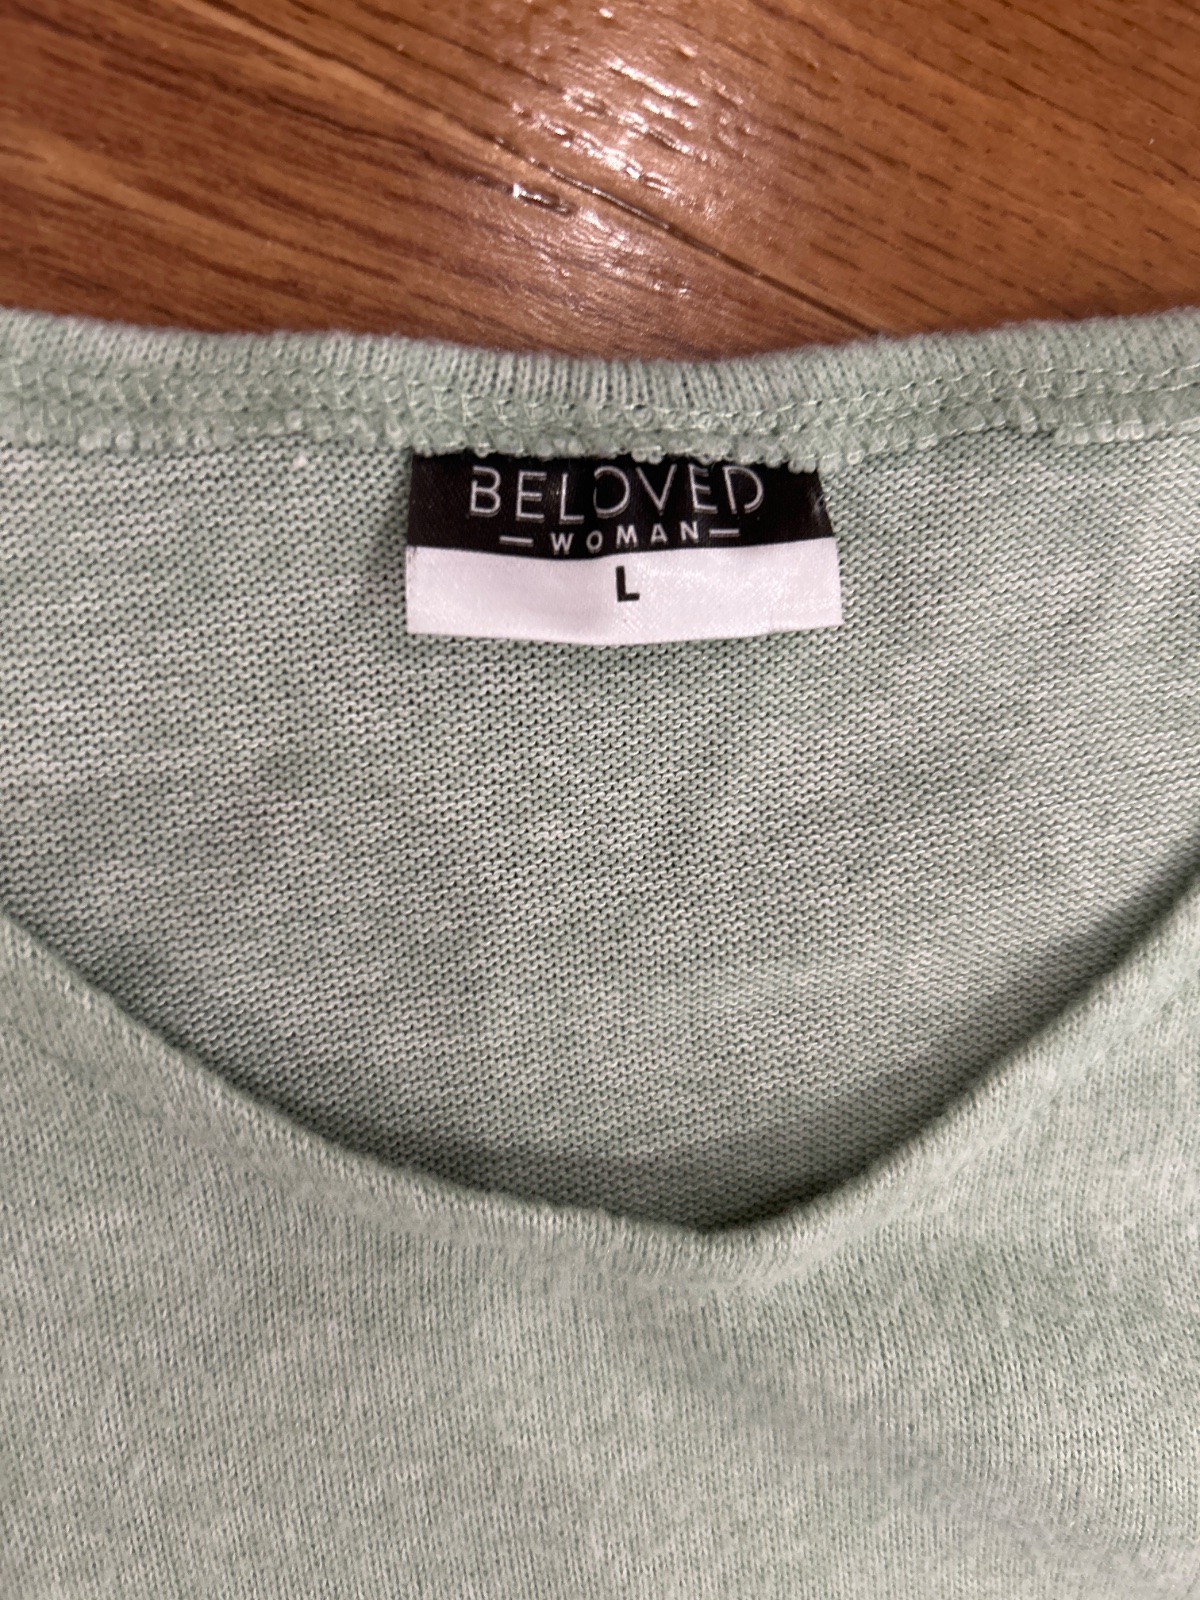 BELOVED
— WOMAN —
L